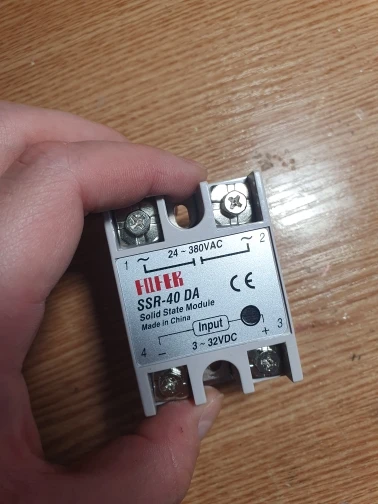 24~380VAC
1 ~ ~ 2
FOTEK
SSR-40 DA
CE
Solid State Module
Made in China
Input
4 − + 3
3~32VDC